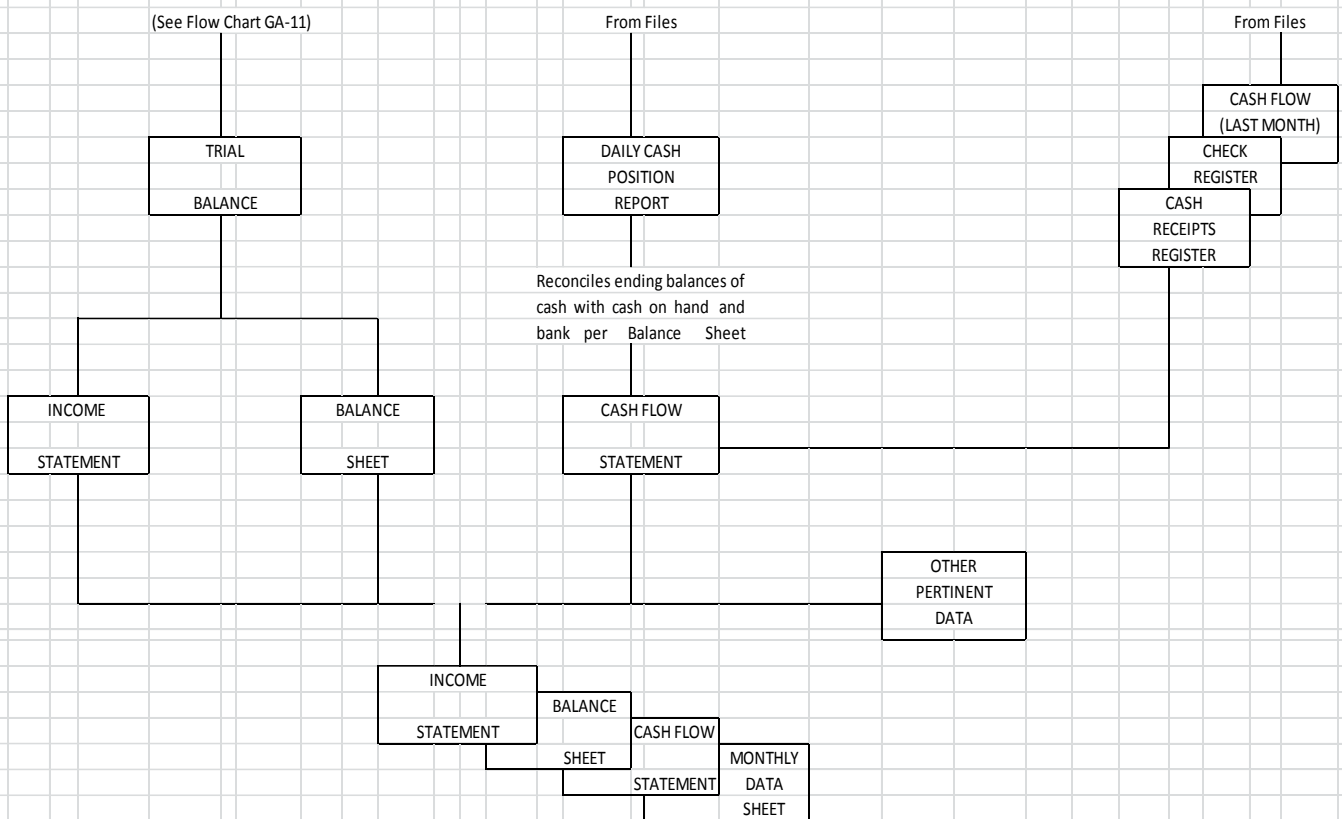 (See Flow Chart GA-11)
From Files
From Files
CASH FLOW
(LAST MONTH)
TRIAL
BALANCE
DAILY CASH
POSITION
REPORT
CHECK
REGISTER
CASH
RECEIPTS
REGISTER
Reconciles ending balances of
cash with cash on hand and
bank per Balance Sheet
INCOME
STATEMENT
BALANCE
SHEET
CASH FLOW
STATEMENT
OTHER
PERTINENT
DATA
INCOME
STATEMENT
BALANCE
SHEET
CASH FLOW
STATEMENT
MONTHLY
DATA
SHEET